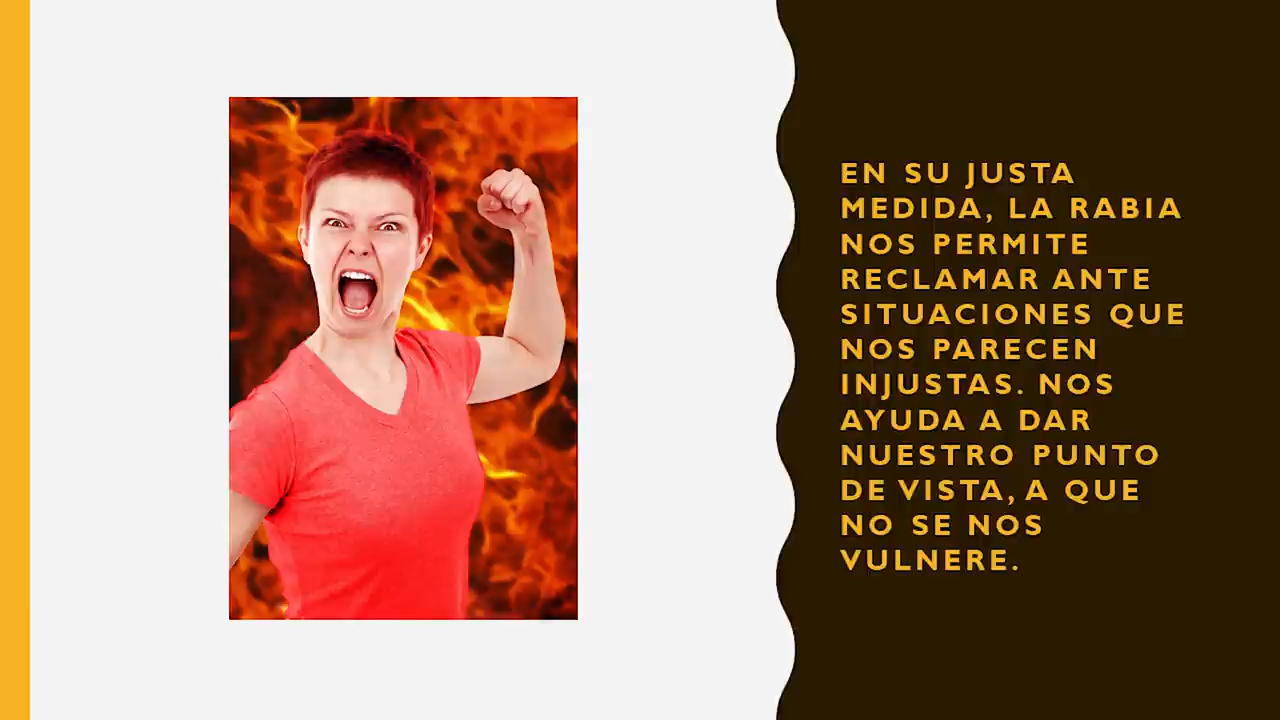 EN SU JUSTA
MEDIDA, LA RABIA
NOS PERMITE
RECLAMAR ANTE
SITUACIONES QUE
NOS PARECEN
INJUSTAS. NOS
AYUDA A DAR
NUESTRO PUNTO
DE VISTA, A QUE
NO SE NOS
VULNERE.